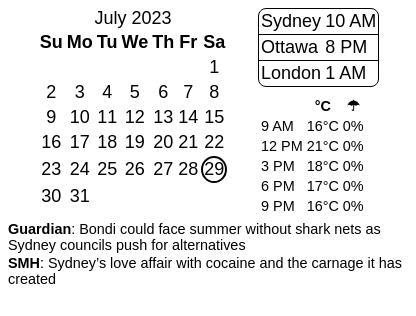 July 2023
Su Mo Tu We Th Fr Sa
1
2 3 4 5 6 7 8
9 10 11 12 13 14 15
16 17 18 19 20 21 22
23 24 25 26 27 28 29
30 31
Sydney 10 AM
Ottawa 8 PM
London 1 AM
°C ☂
9 AM 16°C 0%
12 PM 21°C 0%
3 PM 18°C 0%
6 PM 17°C 0%
9 PM 16°C 0%
Guardian: Bondi could face summer without shark nets as
Sydney councils push for alternatives
SMH: Sydney's love affair with cocaine and the carnage it has
created